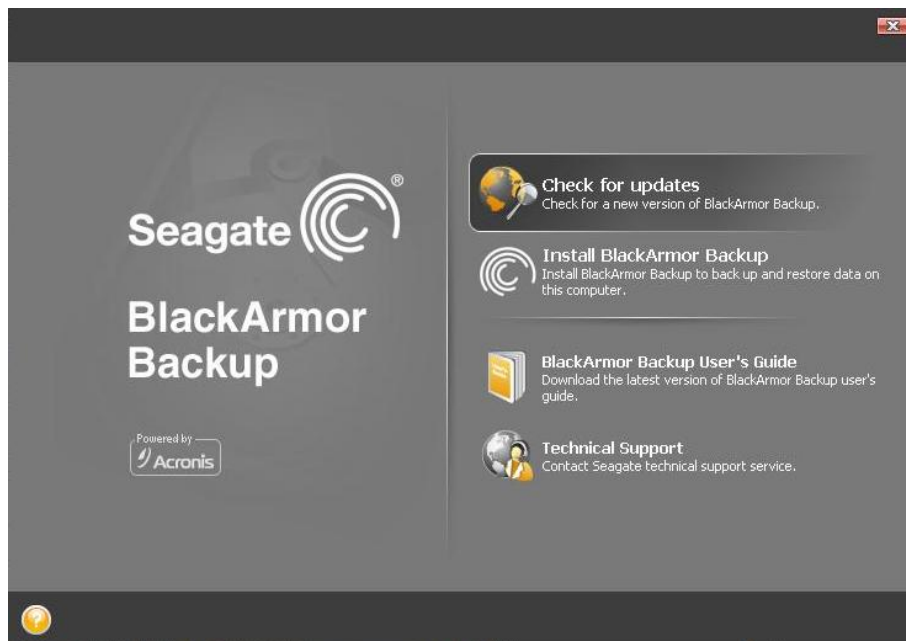 Seagate ®
BlackArmor
Backup
Powered by
Acronis
Check for updates
Check for a new version of BlackArmor Backup.
Install BlackArmor Backup
Install BlackArmor Backup to back up and restore data on
this computer.
BlackArmor Backup User's Guide
Download the latest version of BlackArmor Backup user's
guide.
Technical Support
Contact Seagate technical support service.
?